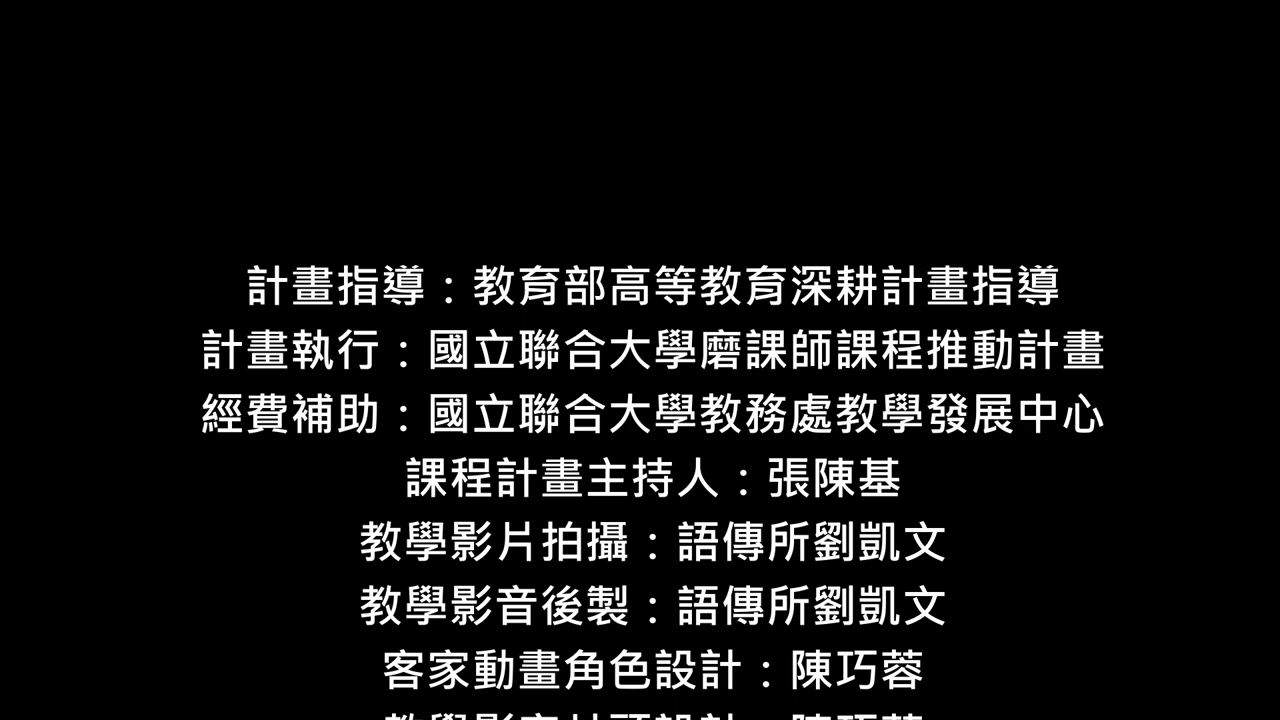 計畫指導：教育部高等教育深耕計畫指導
計畫執行：國立聯合大學磨課師課程推動計畫
經費補助：國立聯合大學教務處教學發展中心
課程計畫主持人：張陳基
教學影片拍攝：語傳所劉凱文
教學影音後製：語傳所劉凱文
客家動畫角色設計：陳巧蓉